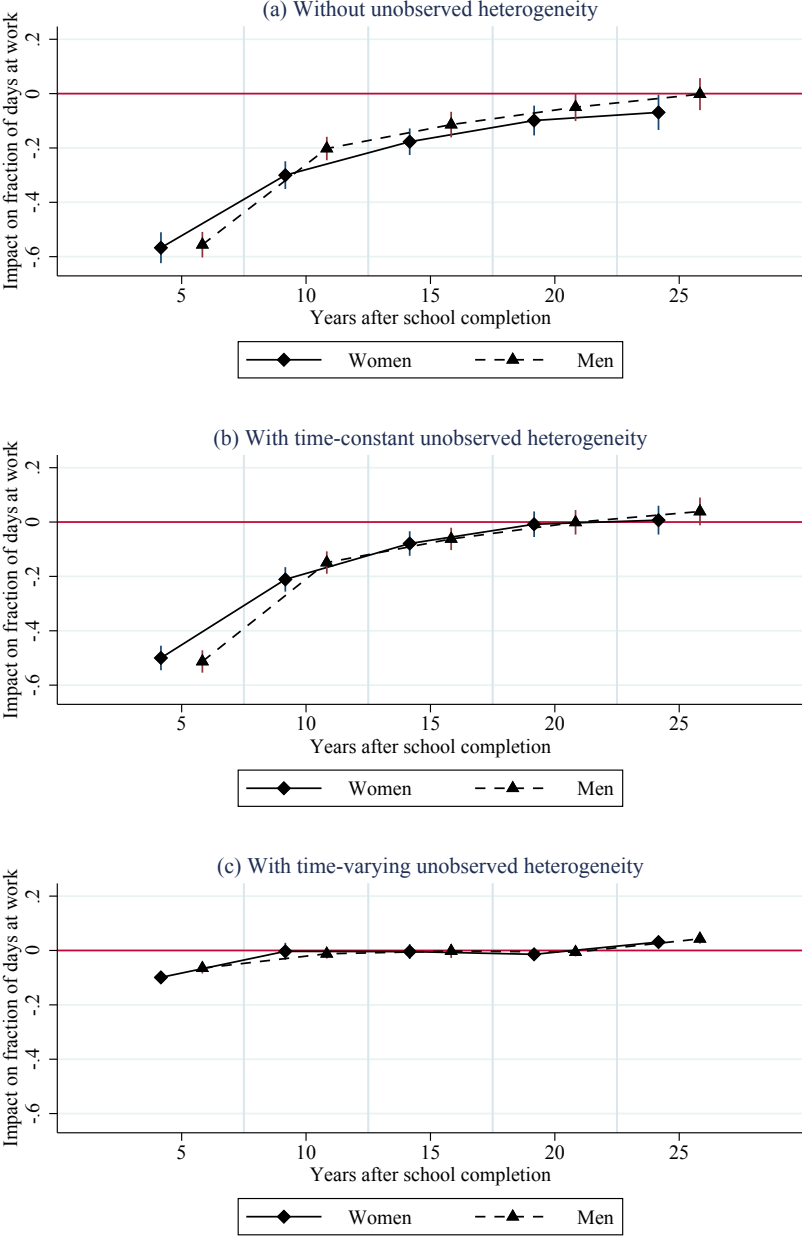 (a) Without unobserved heterogeneity
Impact on fraction of days at work
.2
0
-.2
-.4
-.6
5 10 15 20 25
Years after school completion
Women Men
(b) With time-constant unobserved heterogeneity
Impact on fraction of days at work
.2
0
-.2
-.4
-.6
5 10 15 20 25
Years after school completion
Women Men
(c) With time-varying unobserved heterogeneity
Impact on fraction of days at work
.2
0
-.2
-.4
-.6
5 10 15 20 25
Years after school completion
Women Men